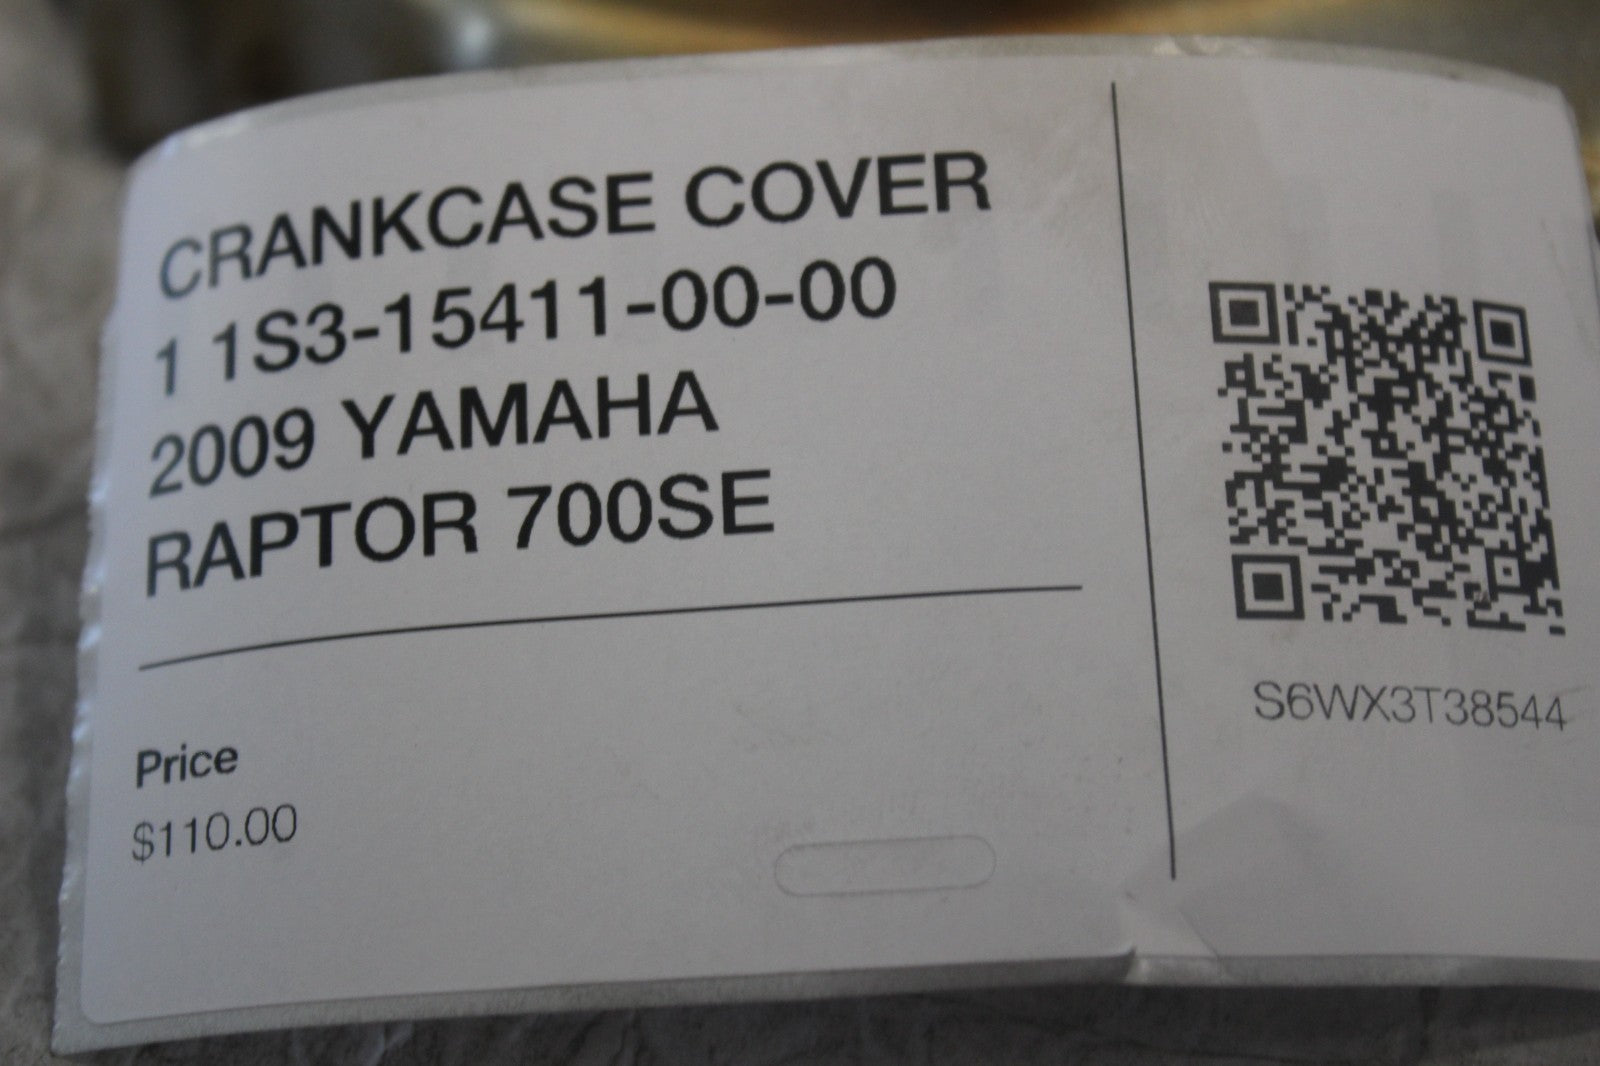 CRANKCASE COVER
1 1S3-15411-00-00
2009 YAMAHA
RAPTOR 700SE
Price
$110.00
S6WX3T38544